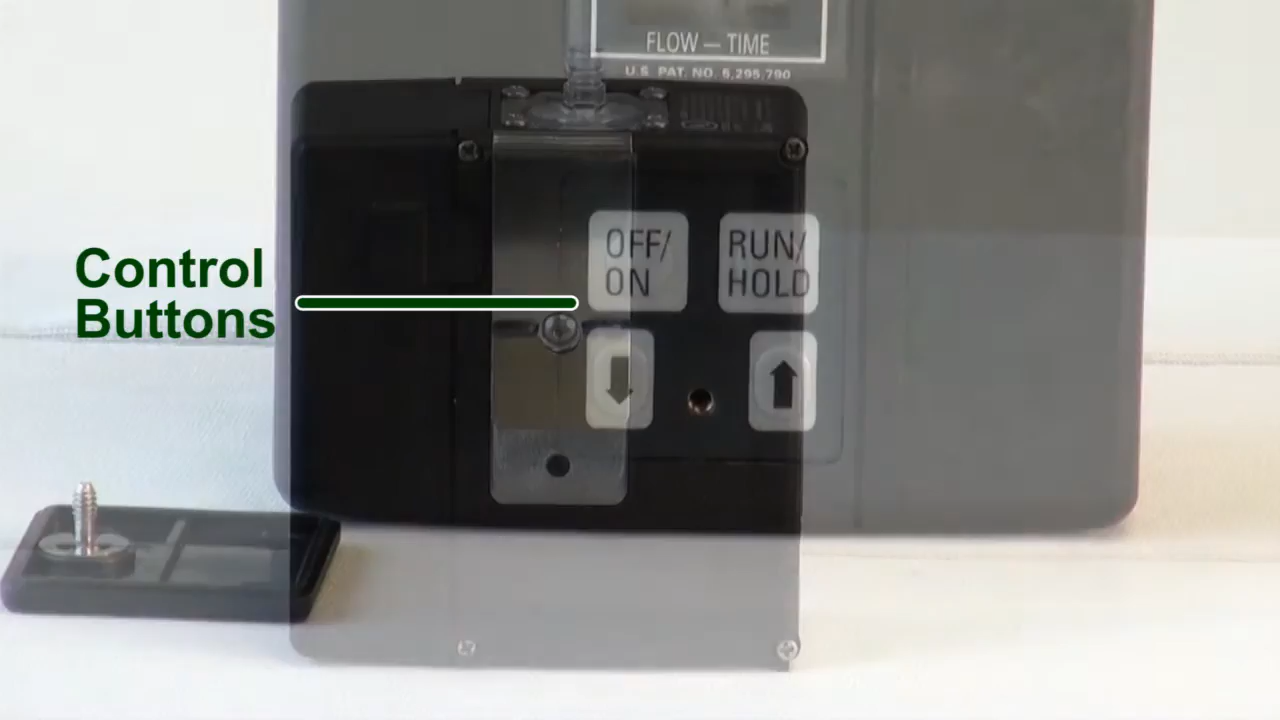 FLOW — TIME
U.S. PAT. NO. 5,295,790
OFF/
ON
RUN/
HOLD
Control
Buttons